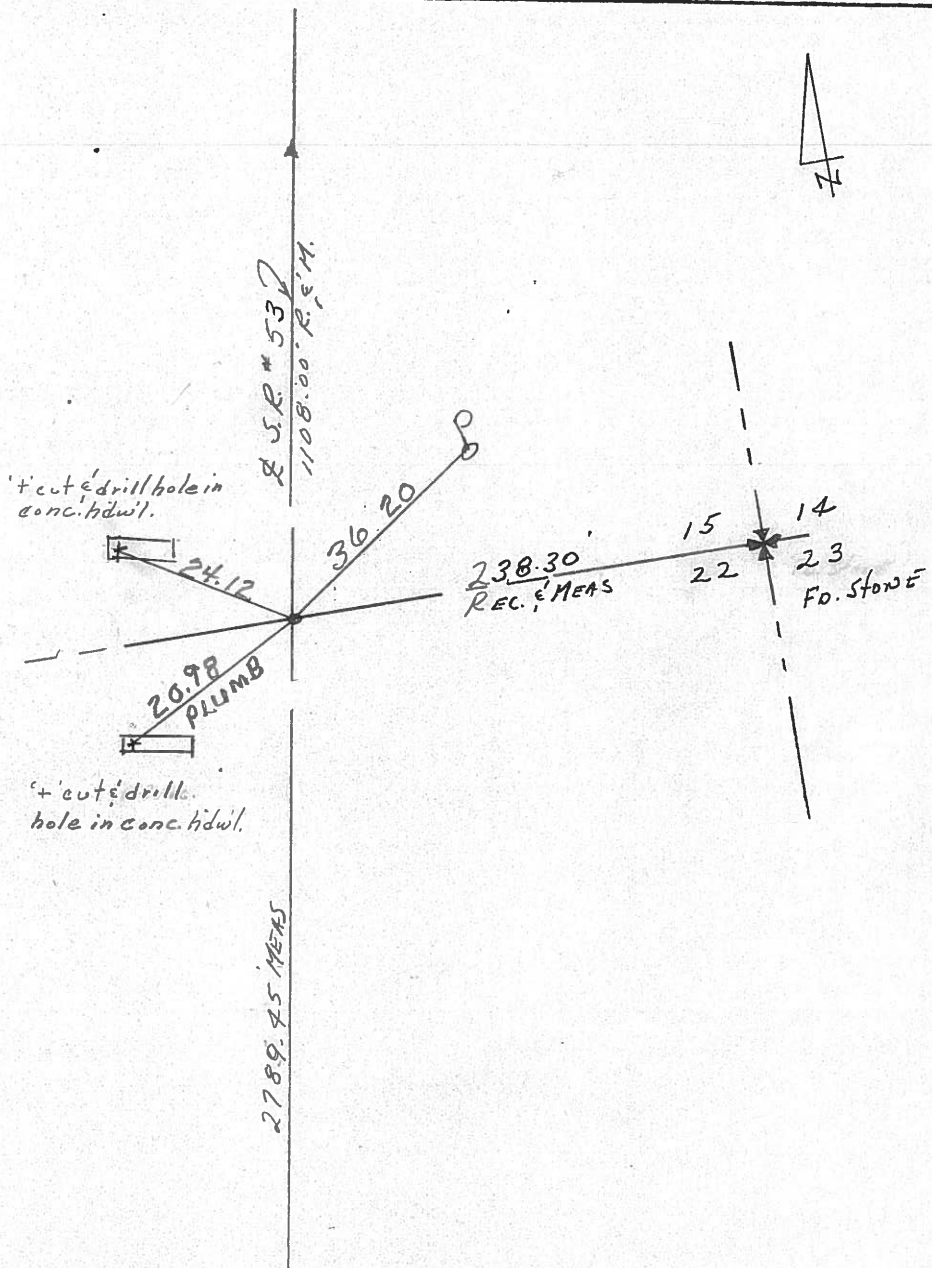 N
℄ S.R. # 53
1108.00' R. & M.
'+' cut & drill hole in
conc. hdwl.
24.12
36.20
238.30'
REC. & MEAS
15
14
22
23
FD. STONE
20.98
PLUMB
'+' cut & drill
hole in conc. hdwl.
2789.45 MEAS